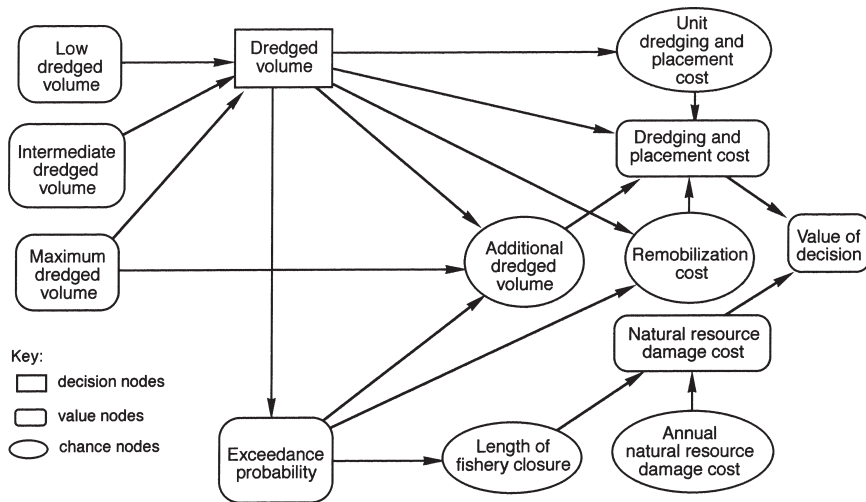 Low
dredged
volume
Dredged
volume
Unit
dredging and
placement
cost
Intermediate
dredged
volume
Dredging and
placement cost
Maximum
dredged
volume
Additional
dredged
volume
Remobilization
cost
Value of
decision
Natural resource
damage cost
Key:
decision nodes
value nodes
chance nodes
Exceedance
probability
Length of
fishery closure
Annual
natural resource
damage cost